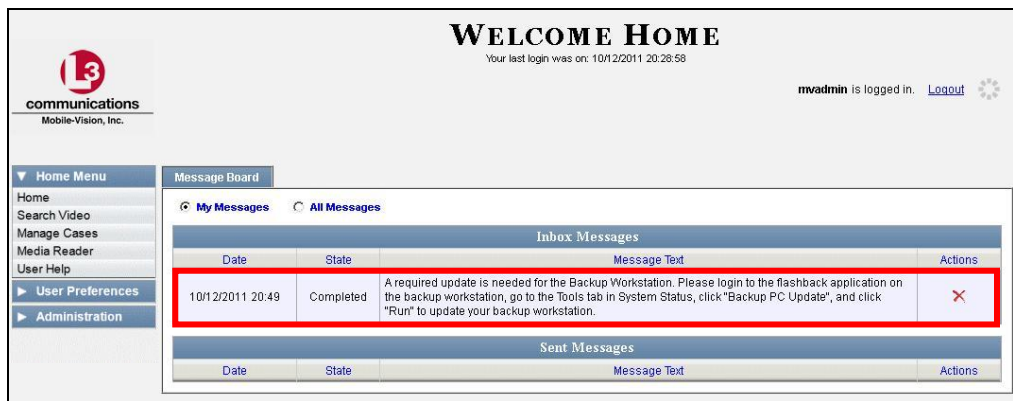 WELCOME HOME
Your last login was on: 10/12/2011 20:28:58
L3
communications
Mobile-Vision, Inc.
mvadmin is logged in. Logout
▼ Home Menu
Home
Search Video
Manage Cases
Media Reader
User Help
► User Preferences
► Administration
Message Board
My Messages All Messages
Inbox Messages
Date State Message Text Actions
10/12/2011 20:49 Completed A required update is needed for the Backup Workstation. Please login to the flashback application on
the backup workstation, go to the Tools tab in System Status, click "Backup PC Update", and click
"Run" to update your backup workstation.
Sent Messages
Date State Message Text Actions